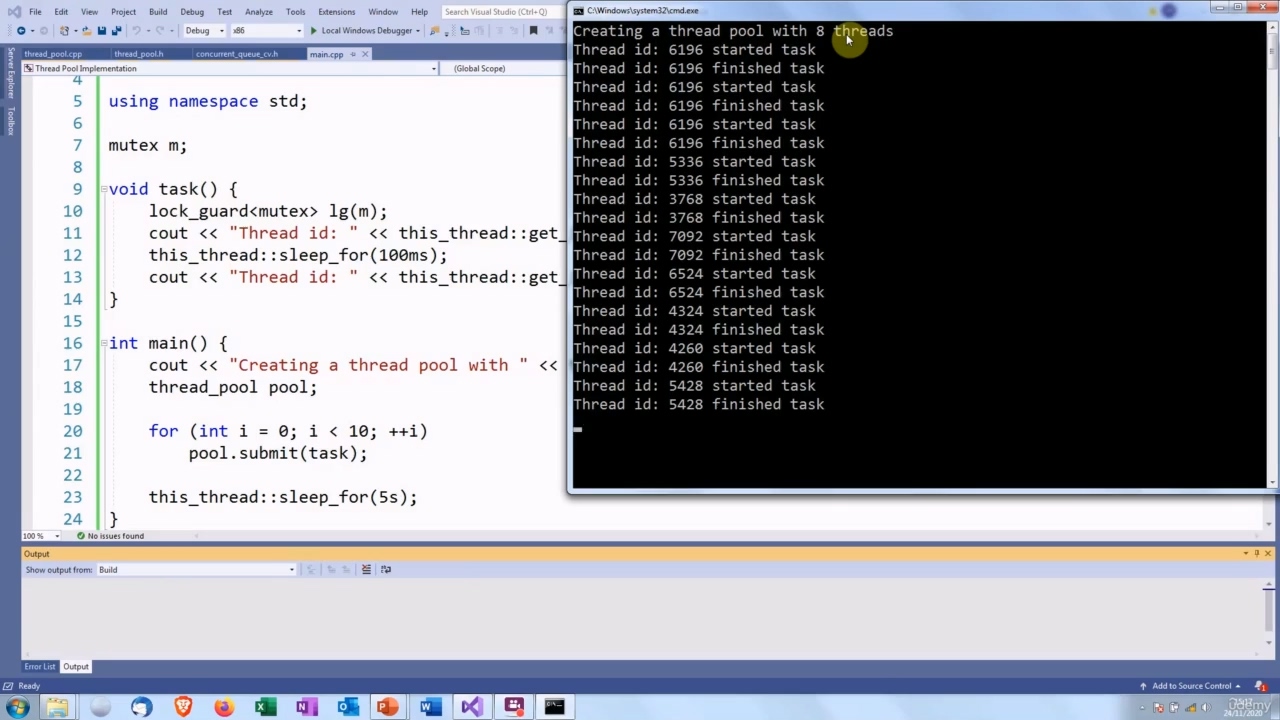 File Edit View Project Build Debug Test Analyze Tools Extensions Window Help Search Visual Studio (Ctrl+Q)
Debug x86 Local Windows Debugger
thread_pool.cpp thread_pool.h concurrent_queue_cv.h main.cpp
Thread Pool Implementation (Global Scope)
Server Explorer
Toolbox
4
5 using namespace std;
6
7 mutex m;
8
9 void task() {
10 lock_guard<mutex> lg(m);
11 cout << "Thread id: " << this_thread::get_
12 this_thread::sleep_for(100ms);
13 cout << "Thread id: " << this_thread::get_
14 }
15
16 int main() {
17 cout << "Creating a thread pool with " <<
18 thread_pool pool;
19
20 for (int i = 0; i < 10; ++i)
21 pool.submit(task);
22
23 this_thread::sleep_for(5s);
24 }
100 % No issues found
C:\Windows\system32\cmd.exe
Creating a thread pool with 8 threads
Thread id: 6196 started task
Thread id: 6196 finished task
Thread id: 6196 started task
Thread id: 6196 finished task
Thread id: 6196 started task
Thread id: 6196 finished task
Thread id: 5336 started task
Thread id: 5336 finished task
Thread id: 3768 started task
Thread id: 3768 finished task
Thread id: 7092 started task
Thread id: 7092 finished task
Thread id: 6524 started task
Thread id: 6524 finished task
Thread id: 4324 started task
Thread id: 4324 finished task
Thread id: 4260 started task
Thread id: 4260 finished task
Thread id: 5428 started task
Thread id: 5428 finished task
Output
Show output from: Build
Error List Output
Ready Add to Source Control 1
udemy
24/11/2020